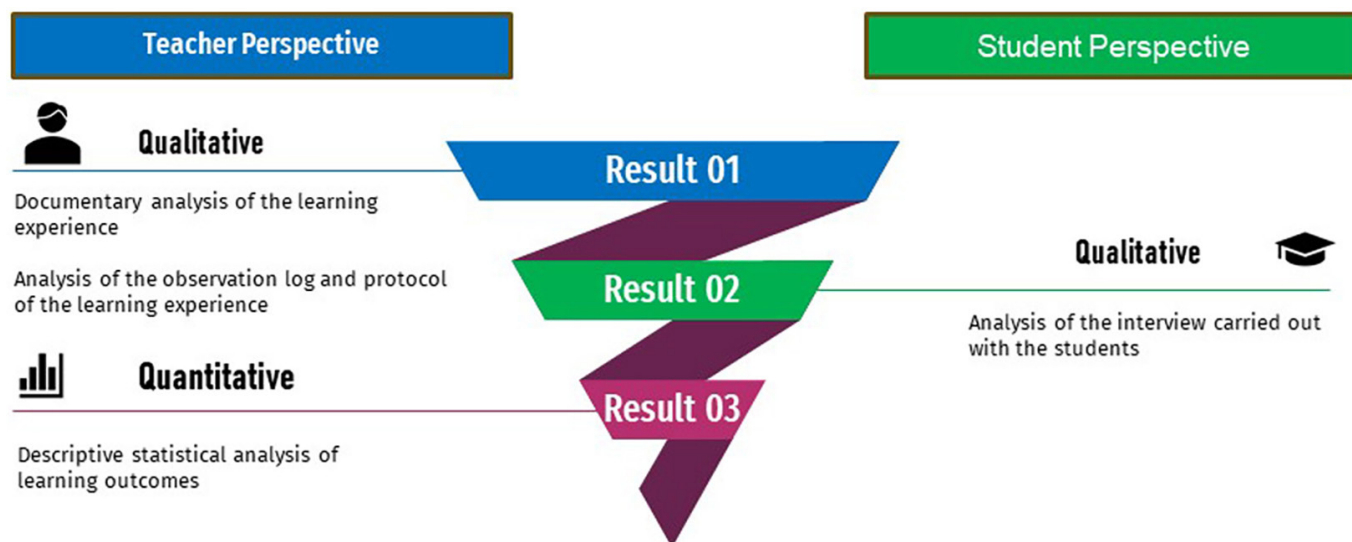 Teacher Perspective
Student Perspective
Qualitative
Result 01
Documentary analysis of the learning
experience
Analysis of the observation log and protocol
of the learning experience
Result 02
Qualitative
Analysis of the interview carried out
with the students
Quantitative
Result 03
Descriptive statistical analysis of
learning outcomes